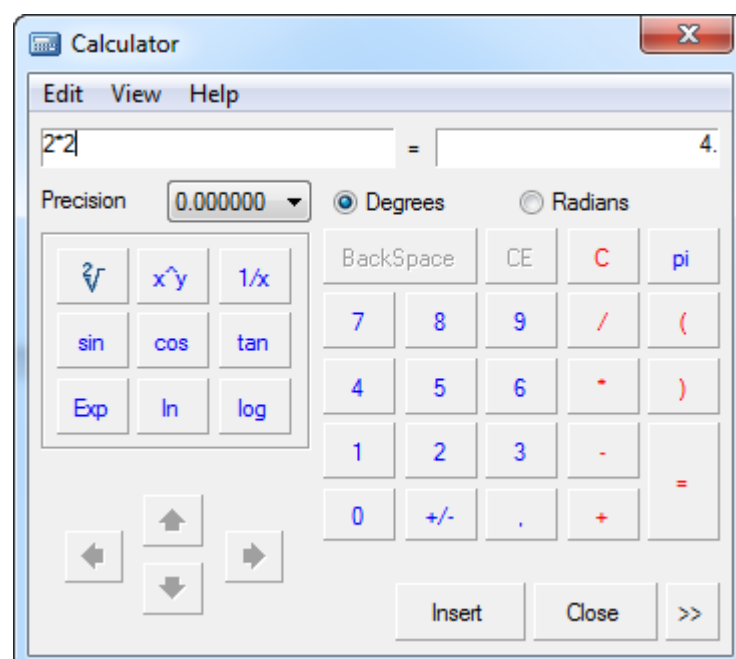 Calculator
Edit View Help
2*2 = 4.
Precision 0.000000 Degrees Radians
BackSpace CE C pi
2√ x^y 1/x
7 8 9 / (
sin cos tan
4 5 6 * )
Exp ln log
1 2 3 - =
0 +/- , +
Insert Close >>